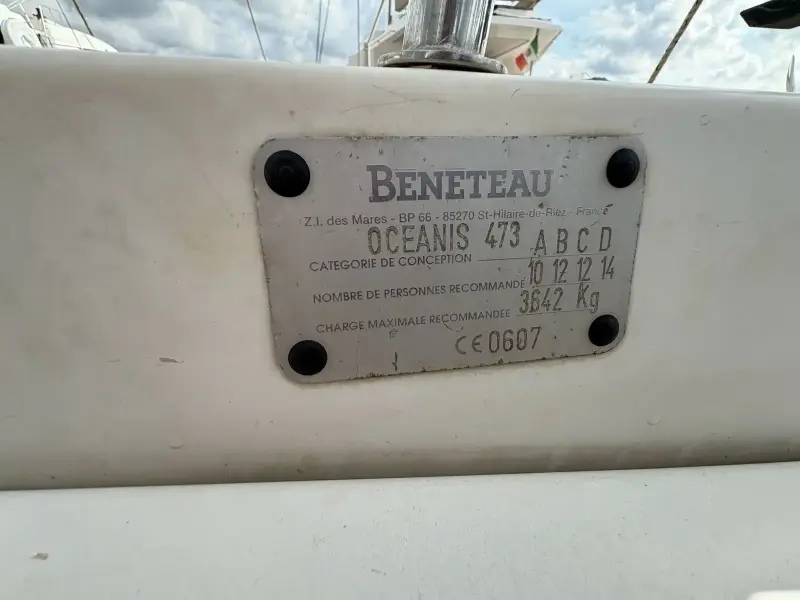 BENETEAU
Z.I. des Mares - BP 66 - 85270 St-Hilaire-de-Riez - France
OCEANIS 473
CATEGORIE DE CONCEPTION A B C D
NOMBRE DE PERSONNES RECOMMANDE 10 12 12 14
CHARGE MAXIMALE RECOMMANDEE 3642 Kg
CE 0607